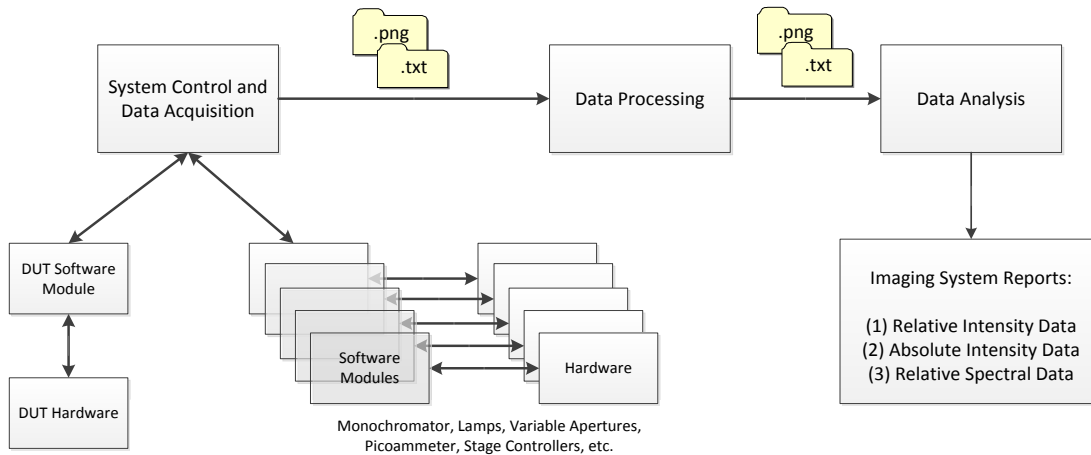 .png
.txt
.png
.txt
System Control and
Data Acquisition
Data Processing
Data Analysis
DUT Software
Module
DUT Hardware
Software
Modules
Hardware
Monochromator, Lamps, Variable Apertures,
Picoammeter, Stage Controllers, etc.
Imaging System Reports:
(1) Relative Intensity Data
(2) Absolute Intensity Data
(3) Relative Spectral Data